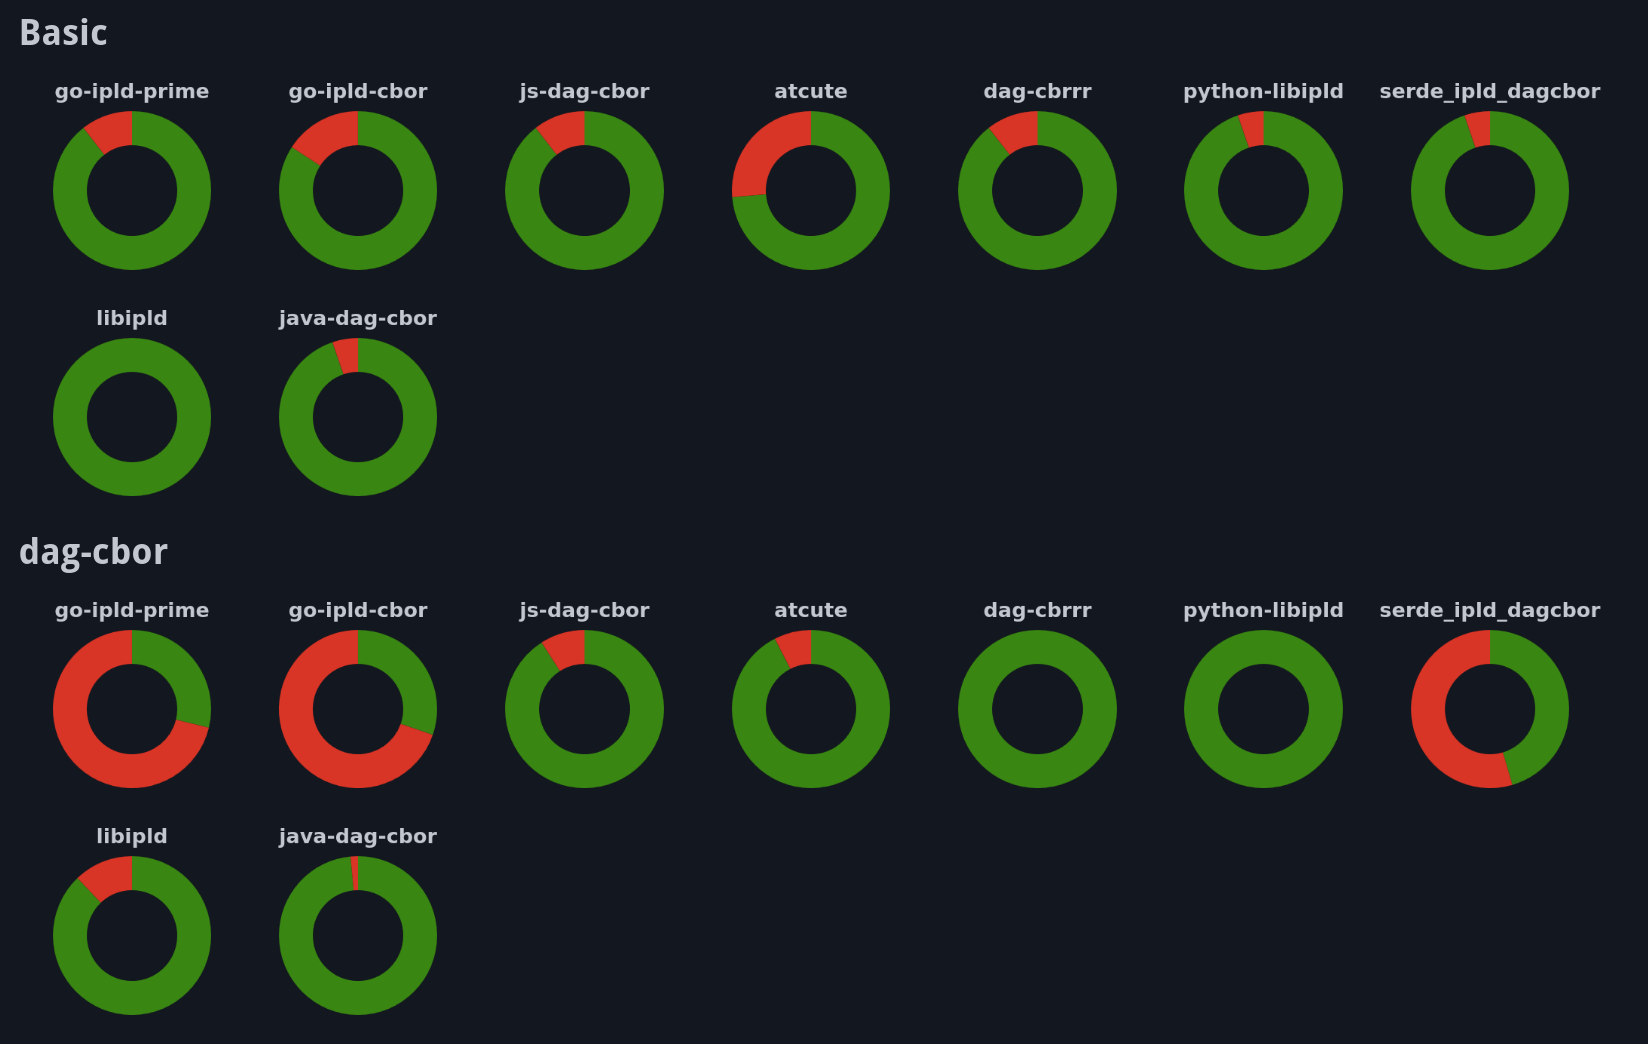 Basic
go-ipld-prime go-ipld-cbor js-dag-cbor atcute dag-cbrrr python-libipld serde_ipld_dagcbor
libipld java-dag-cbor
dag-cbor
go-ipld-prime go-ipld-cbor js-dag-cbor atcute dag-cbrrr python-libipld serde_ipld_dagcbor
libipld java-dag-cbor